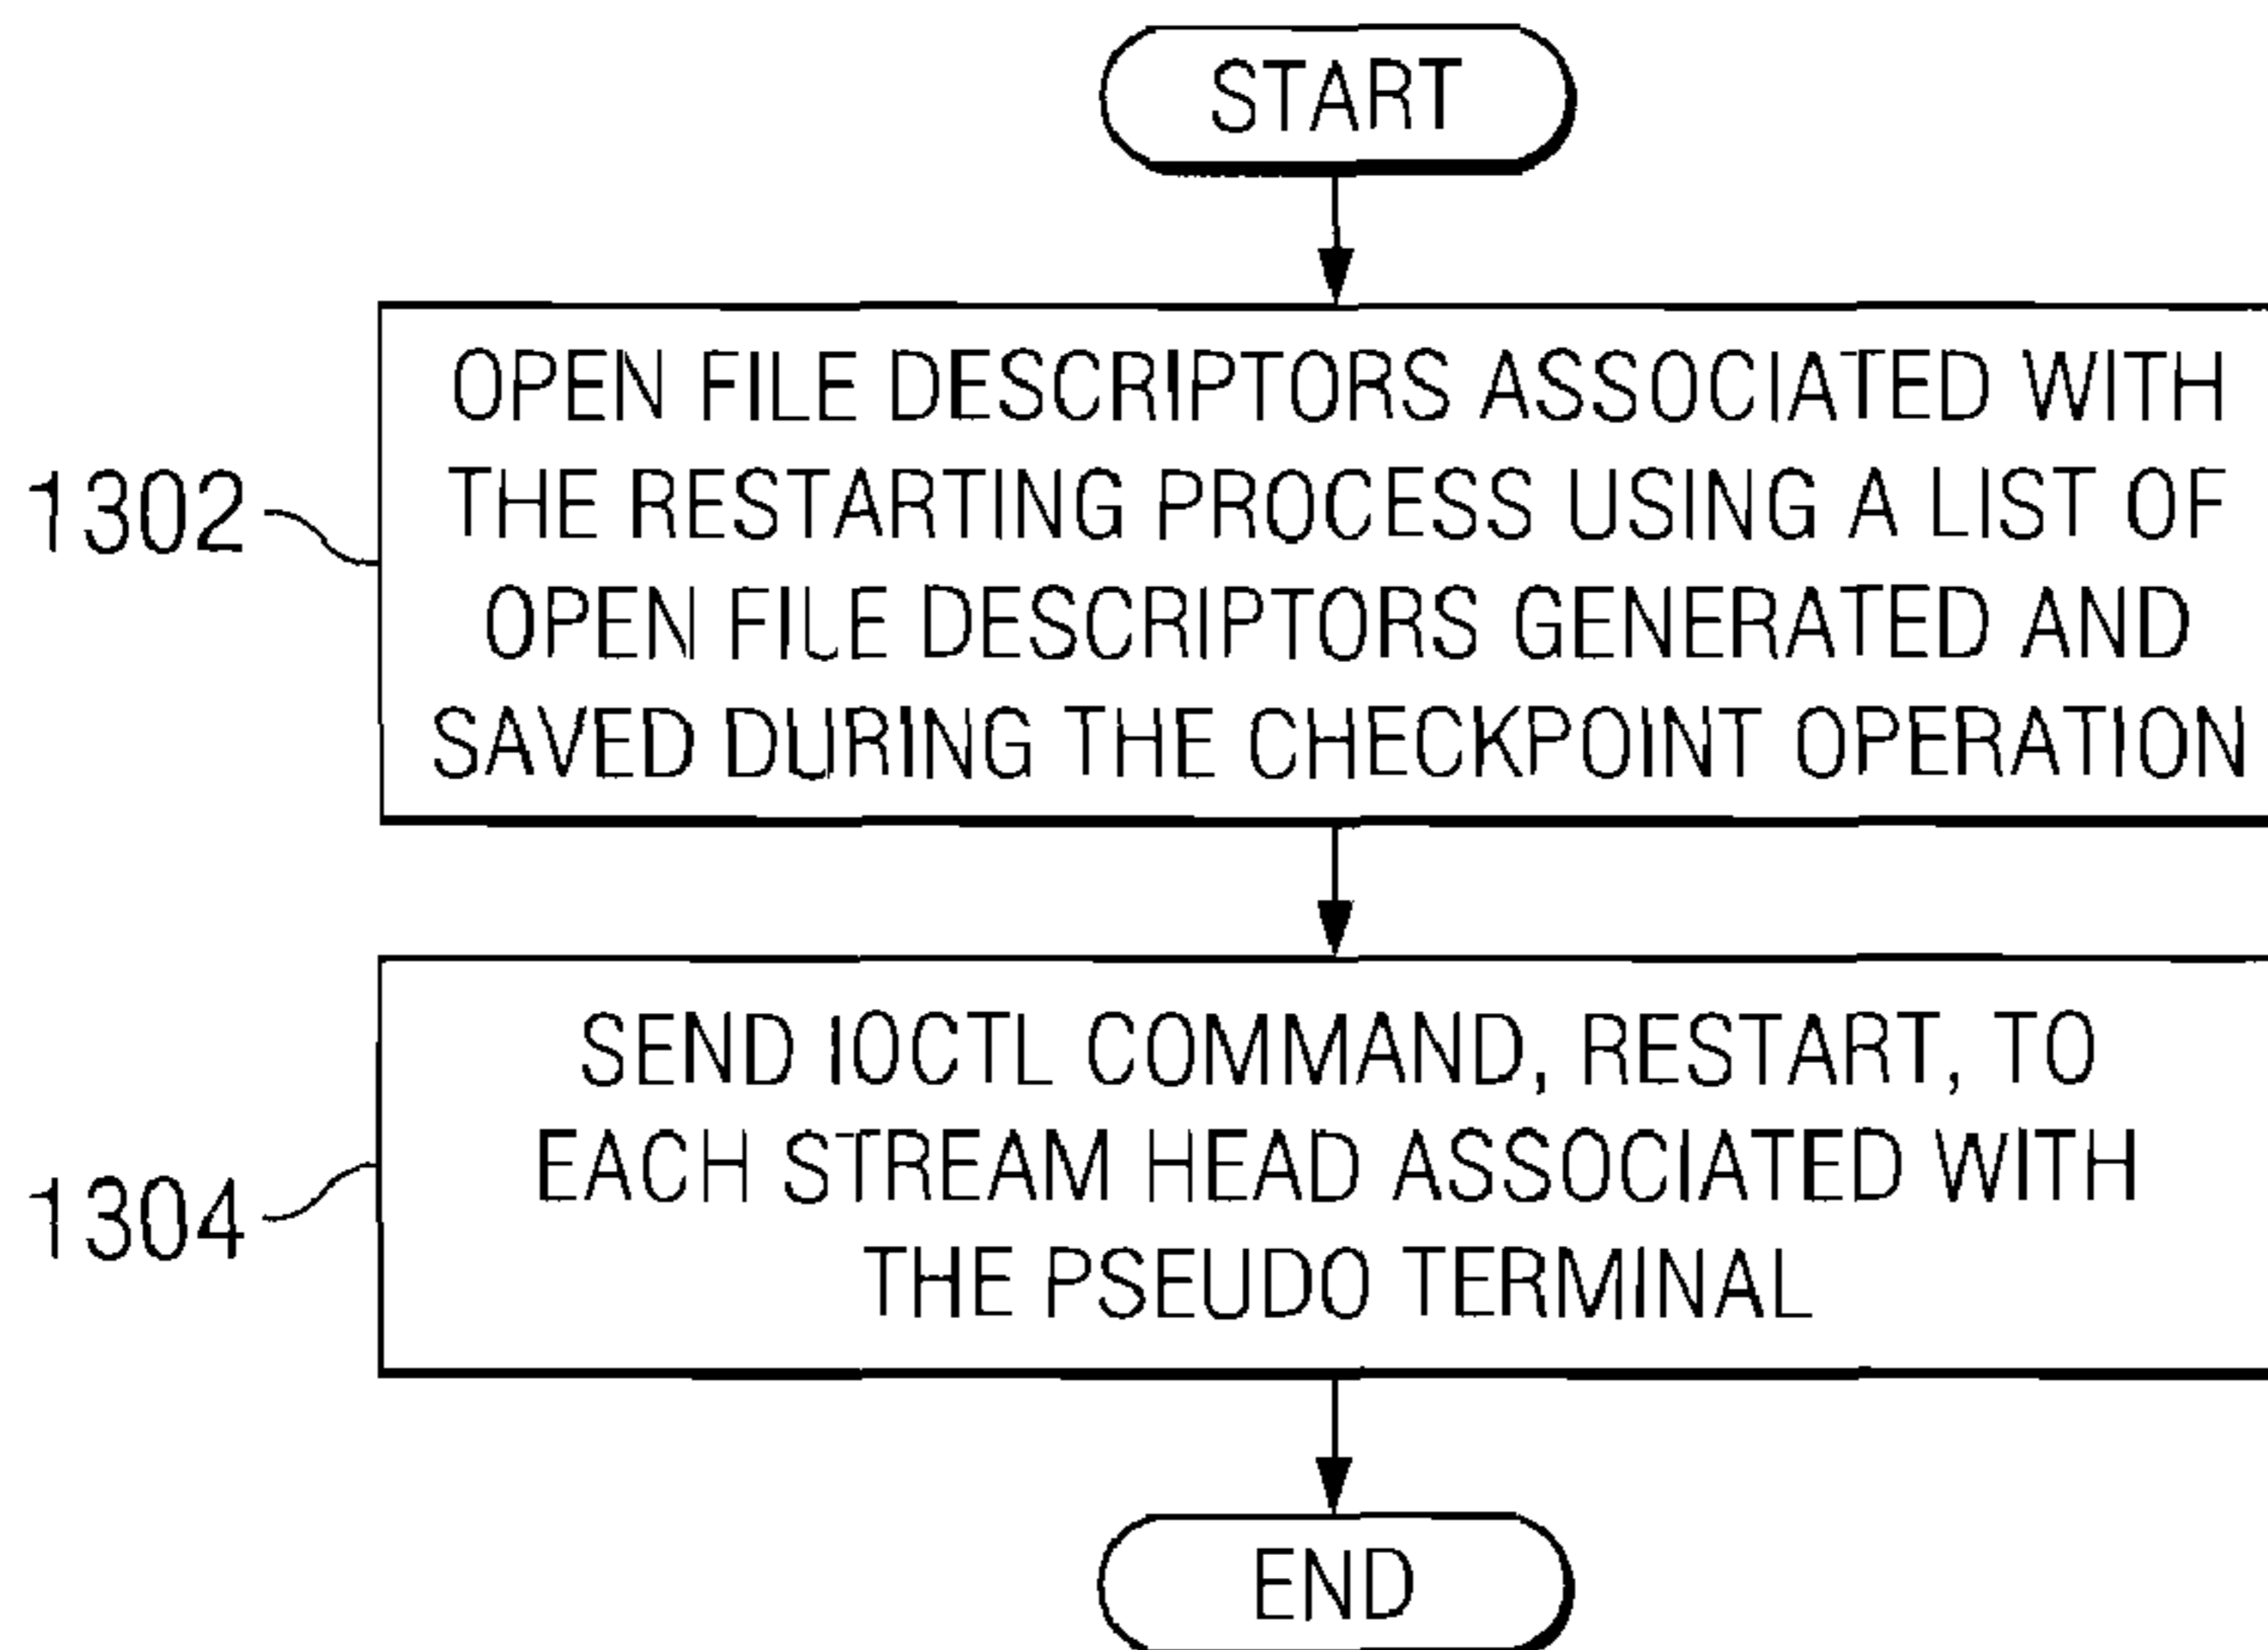 START
OPEN FILE DESCRIPTORS ASSOCIATED WITH
THE RESTARTING PROCESS USING A LIST OF
OPEN FILE DESCRIPTORS GENERATED AND
SAVED DURING THE CHECKPOINT OPERATION
1302
SEND IOCTL COMMAND, RESTART, TO
EACH STREAM HEAD ASSOCIATED WITH
THE PSEUDO TERMINAL
1304
END